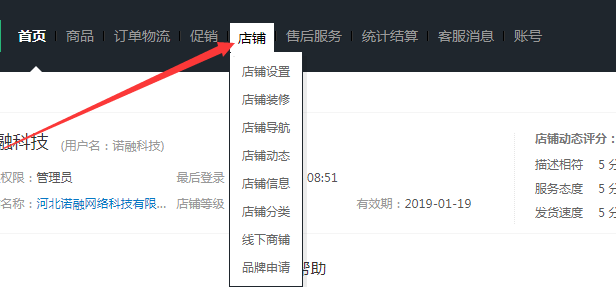 首页 商品 订单物流 促销 店铺 售后服务 统计结算 客服消息 账号
店铺设置
店铺装修
店铺导航
店铺动态
店铺信息
店铺分类
线下商铺
品牌申请
融科技 (用户名：诺融科技)
权限：管理员 最后登录 08:51
名称：河北诺融网络科技有限... 店铺等级 有效期：2019-01-19
店铺动态评分：
描述相符 5 分
服务态度 5 分
发货速度 5 分
帮助